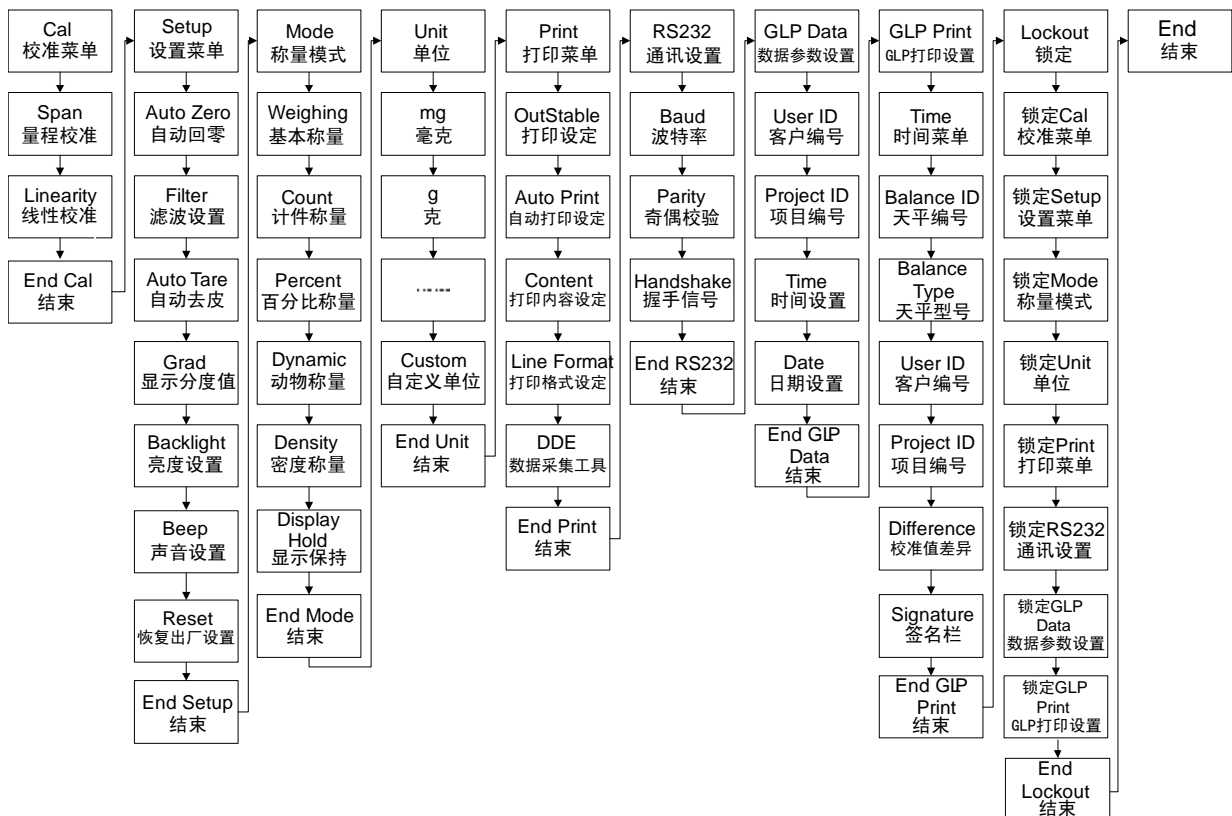 Cal
校准菜单
Span
量程校准
Linearity
线性校准
End Cal
结束
Setup
设置菜单
Auto Zero
自动回零
Filter
滤波设置
Auto Tare
自动去皮
Grad
显示分度值
Backlight
亮度设置
Beep
声音设置
Reset
恢复出厂设置
End Setup
结束
Mode
称量模式
Weighing
基本称量
Count
计件称量
Percent
百分比称量
Dynamic
动物称量
Density
密度称量
Display
Hold
显示保持
End Mode
结束
Unit
单位
mg
毫克
g
克
......
Custom
自定义单位
End Unit
结束
Print
打印菜单
OutStable
打印设定
Auto Print
自动打印设定
Content
打印内容设定
Line Format
打印格式设定
DDE
数据采集工具
End Print
结束
RS232
通讯设置
Baud
波特率
Parity
奇偶校验
Handshake
握手信号
End RS232
结束
GLP Data
数据参数设置
User ID
客户编号
Project ID
项目编号
Time
时间设置
Date
日期设置
End GLP
Data
结束
GLP Print
GLP打印设置
Time
时间菜单
Balance ID
天平编号
Balance
Type
天平型号
User ID
客户编号
Project ID
项目编号
Difference
校准值差异
Signature
签名栏
End GLP
Print
结束
Lockout
锁定
锁定Cal
校准菜单
锁定Setup
设置菜单
锁定Mode
称量模式
锁定Unit
单位
锁定Print
打印菜单
锁定RS232
通讯设置
锁定GLP
Data
数据参数设置
锁定GLP
Print
GLP打印设置
End
Lockout
结束
End
结束